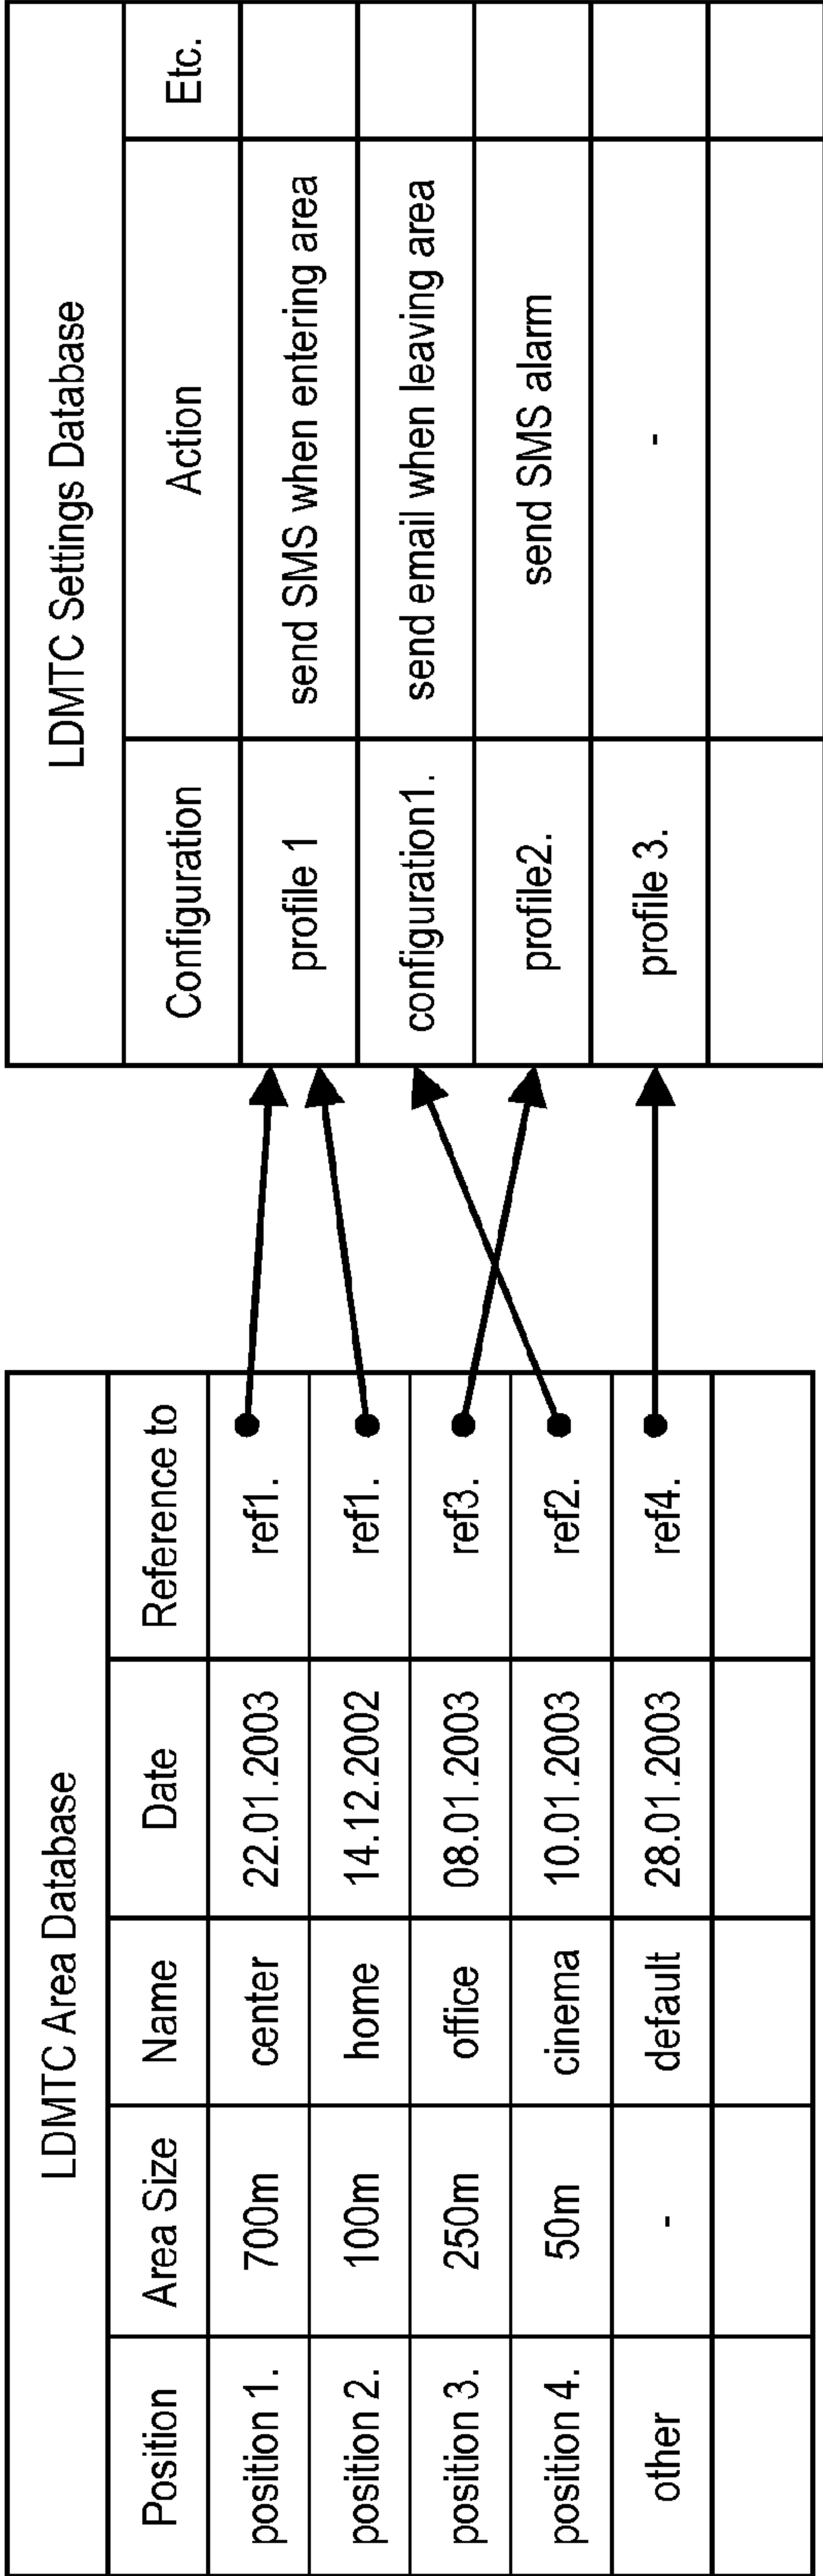 LDMTC Area Database
Position Area Size Name Date Reference to
position 1. 700m center 22.01.2003 ref1.
position 2. 100m home 14.12.2002 ref1.
position 3. 250m office 08.01.2003 ref3.
position 4. 50m cinema 10.01.2003 ref2.
other - default 28.01.2003 ref4.
LDMTC Settings Database
Configuration Action Etc.
profile 1 send SMS when entering area
configuration1. send email when leaving area
profile2. send SMS alarm
profile 3. -